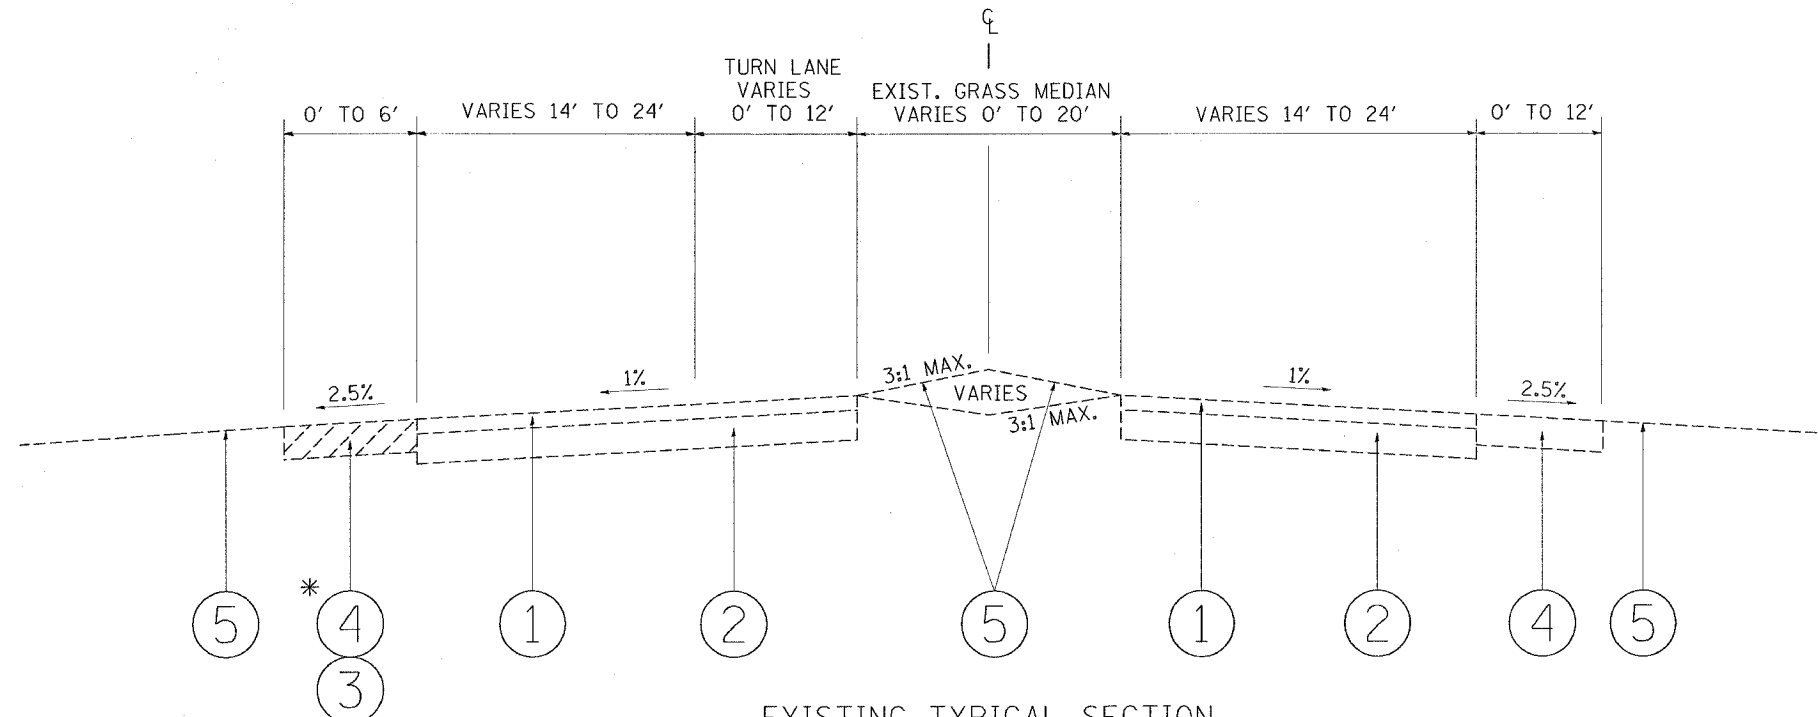 ℄
TURN LANE
VARIES
0' TO 12'
EXIST. GRASS MEDIAN
VARIES 0' TO 20'
0' TO 6'
VARIES 14' TO 24'
VARIES 14' TO 24'
0' TO 12'
2.5%
1%
3:1 MAX.
VARIES
3:1 MAX.
1%
2.5%
5
* 4
3
1
2
5
1
2
4
5
EXISTING TYPICAL SECTION